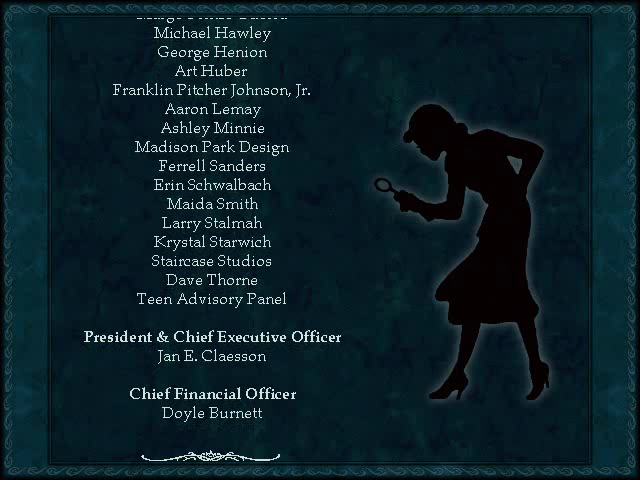 Michael Hawley
George Henion
Art Huber
Franklin Pitcher Johnson, Jr.
Aaron Lemay
Ashley Minnie
Madison Park Design
Ferrell Sanders
Erin Schwalbach
Maida Smith
Larry Stalmah
Krystal Starwich
Staircase Studios
Dave Thorne
Teen Advisory Panel
President & Chief Executive Officer
Jan E. Claesson
Chief Financial Officer
Doyle Burnett